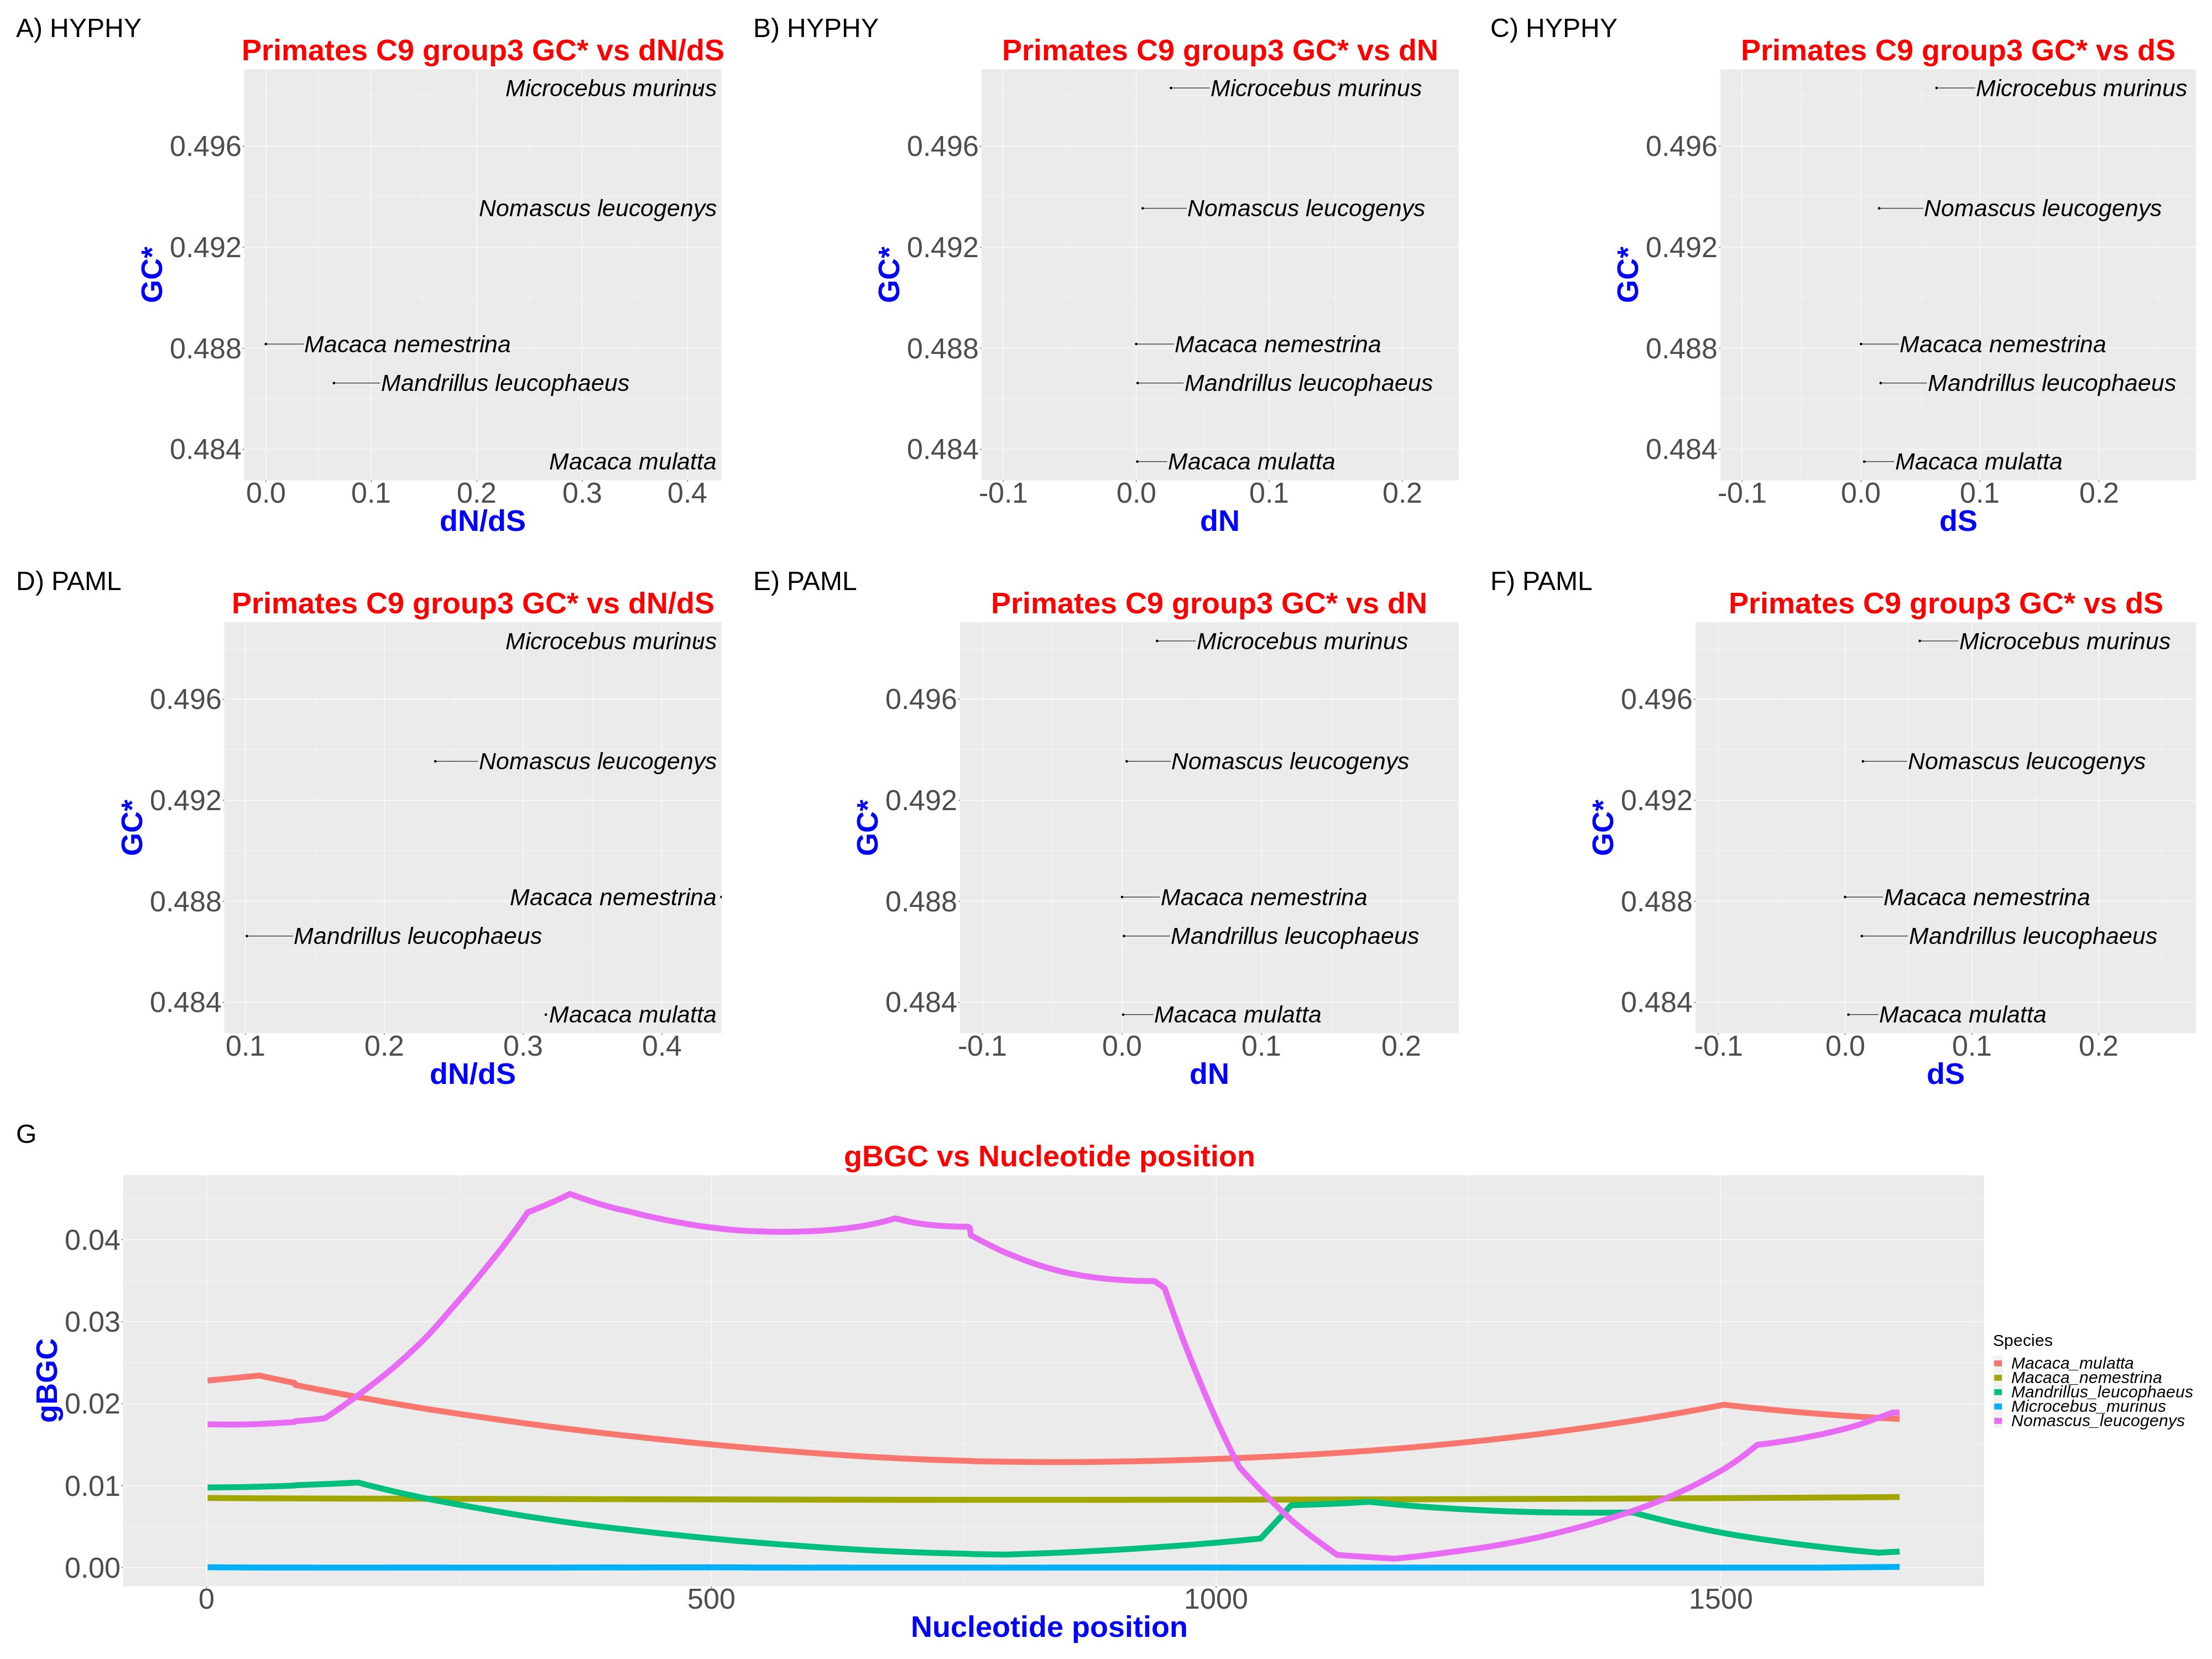 A) HYPHY
Primates C9 group3 GC* vs dN/dS
Microcebus murinus
Nomascus leucogenys
Macaca nemestrina
Mandrillus leucophaeus
Macaca mulatta
0.496
0.492
0.488
0.484
GC*
0.0 0.1 0.2 0.3 0.4
dN/dS
B) HYPHY
Primates C9 group3 GC* vs dN
Microcebus murinus
Nomascus leucogenys
Macaca nemestrina
Mandrillus leucophaeus
Macaca mulatta
0.496
0.492
0.488
0.484
GC*
-0.1 0.0 0.1 0.2
dN
C) HYPHY
Primates C9 group3 GC* vs dS
Microcebus murinus
Nomascus leucogenys
Macaca nemestrina
Mandrillus leucophaeus
Macaca mulatta
0.496
0.492
0.488
0.484
GC*
-0.1 0.0 0.1 0.2
dS
D) PAML
Primates C9 group3 GC* vs dN/dS
Microcebus murinus
Nomascus leucogenys
Macaca nemestrina
Mandrillus leucophaeus
Macaca mulatta
0.496
0.492
0.488
0.484
GC*
0.1 0.2 0.3 0.4
dN/dS
E) PAML
Primates C9 group3 GC* vs dN
Microcebus murinus
Nomascus leucogenys
Macaca nemestrina
Mandrillus leucophaeus
Macaca mulatta
0.496
0.492
0.488
0.484
GC*
-0.1 0.0 0.1 0.2
dN
F) PAML
Primates C9 group3 GC* vs dS
Microcebus murinus
Nomascus leucogenys
Macaca nemestrina
Mandrillus leucophaeus
Macaca mulatta
0.496
0.492
0.488
0.484
GC*
-0.1 0.0 0.1 0.2
dS
G
gBGC vs Nucleotide position
0.04
0.03
0.02
0.01
0.00
gBGC
0 500 1000 1500
Nucleotide position
Species
Macaca_mulatta
Macaca_nemestrina
Mandrillus_leucophaeus
Microcebus_murinus
Nomascus_leucogenys